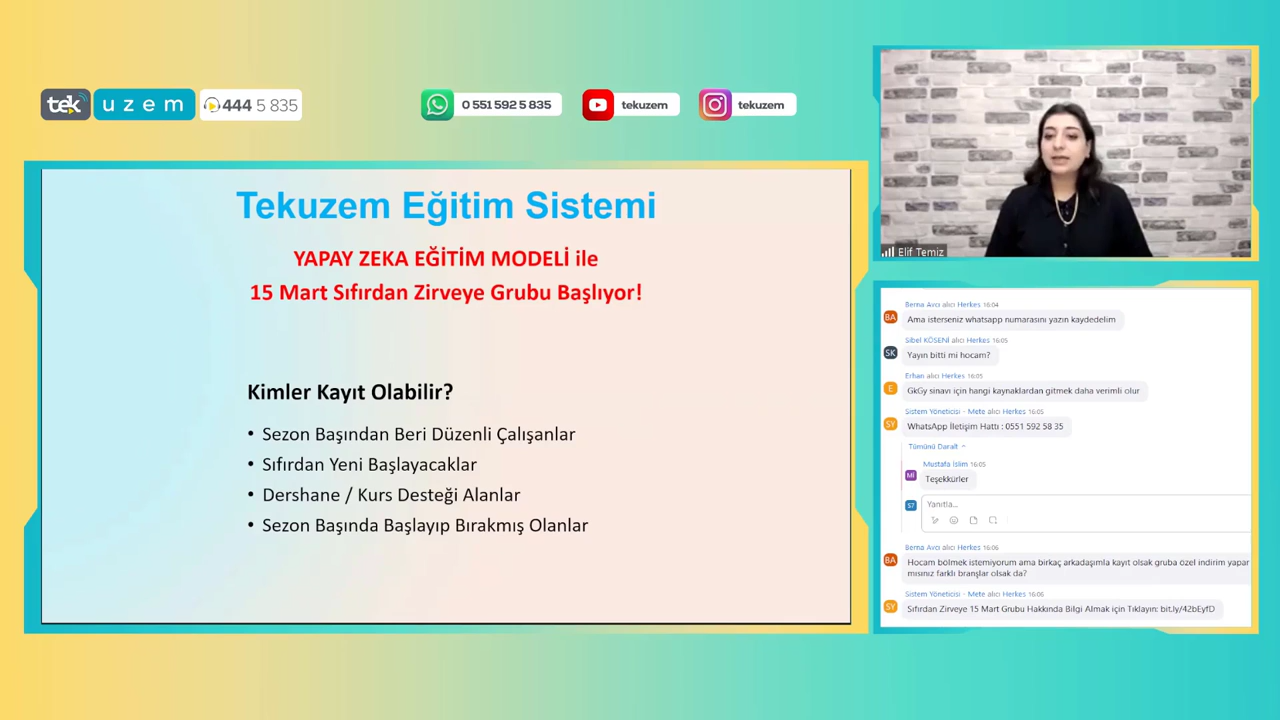 tek uzem 444 5 835
0 551 592 5 835
tekuzem
tekuzem
Tekuzem Eğitim Sistemi
YAPAY ZEKA EĞİTİM MODELİ ile
15 Mart Sıfırdan Zirveye Grubu Başlıyor!
Kimler Kayıt Olabilir?
• Sezon Başından Beri Düzenli Çalışanlar
• Sıfırdan Yeni Başlayacaklar
• Dershane / Kurs Desteği Alanlar
• Sezon Başında Başlayıp Bırakmış Olanlar
Elif Temiz
Berna Avcı alıcı Herkes 16:04
BA
Ama isterseniz whatsapp numarasını yazın kaydedelim
Sibel KÖSENİ alıcı Herkes 16:05
SK
Yayın bitti mi hocam?
Erhan alıcı Herkes 16:05
E
GkGy sınavı için hangi kaynaklardan gitmek daha verimli olur
Sistem Yöneticisi - Mete alıcı Herkes 16:05
SY
WhatsApp İletişim Hattı : 0551 592 58 35
Tümünü Daralt
Mustafa İslim 16:05
Mİ
Teşekkürler
S7
Yanıtla...
Berna Avcı alıcı Herkes 16:06
BA
Hocam bölmek istemiyorum ama birkaç arkadaşımla kayıt olsak gruba özel indirim yapar
mısınız farklı branşlar olsak da?
Sistem Yöneticisi - Mete alıcı Herkes 16:06
SY
Sıfırdan Zirveye 15 Mart Grubu Hakkında Bilgi Almak için Tıklayın: bit.ly/42bEyfD